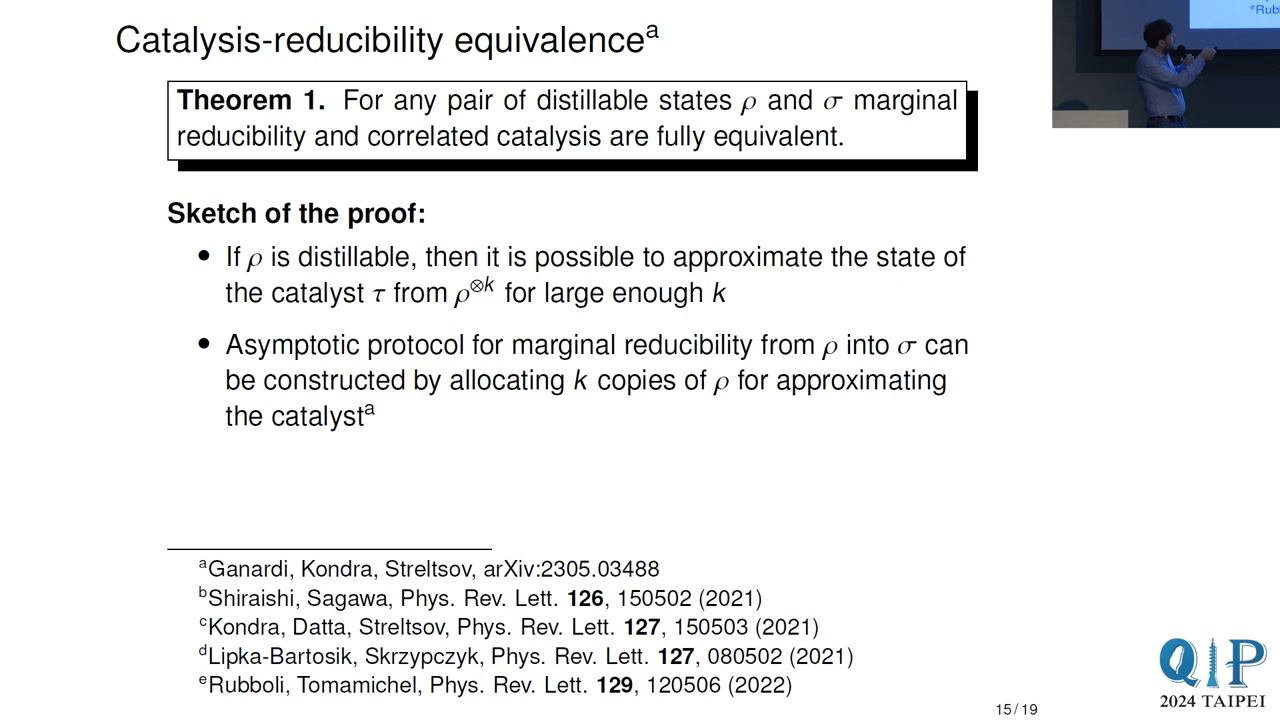 Catalysis-reducibility equivalenceᵃ
Theorem 1. For any pair of distillable states ρ and σ marginal
reducibility and correlated catalysis are fully equivalent.
Sketch of the proof:
• If ρ is distillable, then it is possible to approximate the state of
the catalyst τ from ρ⊗k for large enough k
• Asymptotic protocol for marginal reducibility from ρ into σ can
be constructed by allocating k copies of ρ for approximating
the catalystᵃ
ᵃGanardi, Kondra, Streltsov, arXiv:2305.03488
ᵇShiraishi, Sagawa, Phys. Rev. Lett. 126, 150502 (2021)
ᶜKondra, Datta, Streltsov, Phys. Rev. Lett. 127, 150503 (2021)
ᵈLipka-Bartosik, Skrzypczyk, Phys. Rev. Lett. 127, 080502 (2021)
ᵉRubboli, Tomamichel, Phys. Rev. Lett. 129, 120506 (2022)
15/19
ᵉRub
QIP
2024 TAIPEI